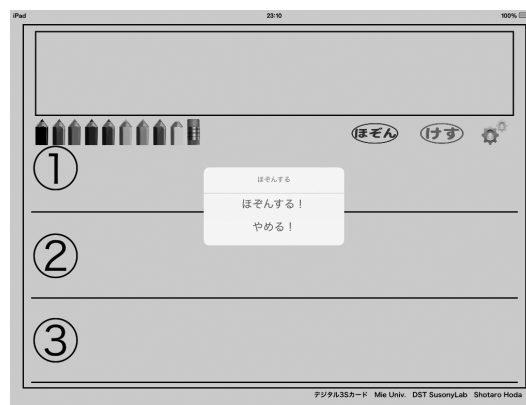 iPad 23:10 100%
ほぞん けす
①
ほぞんする
ほぞんする！
やめる！
②
③
デジタル3Sカード Mie Univ. DST SusonyLab Shotaro Hoda